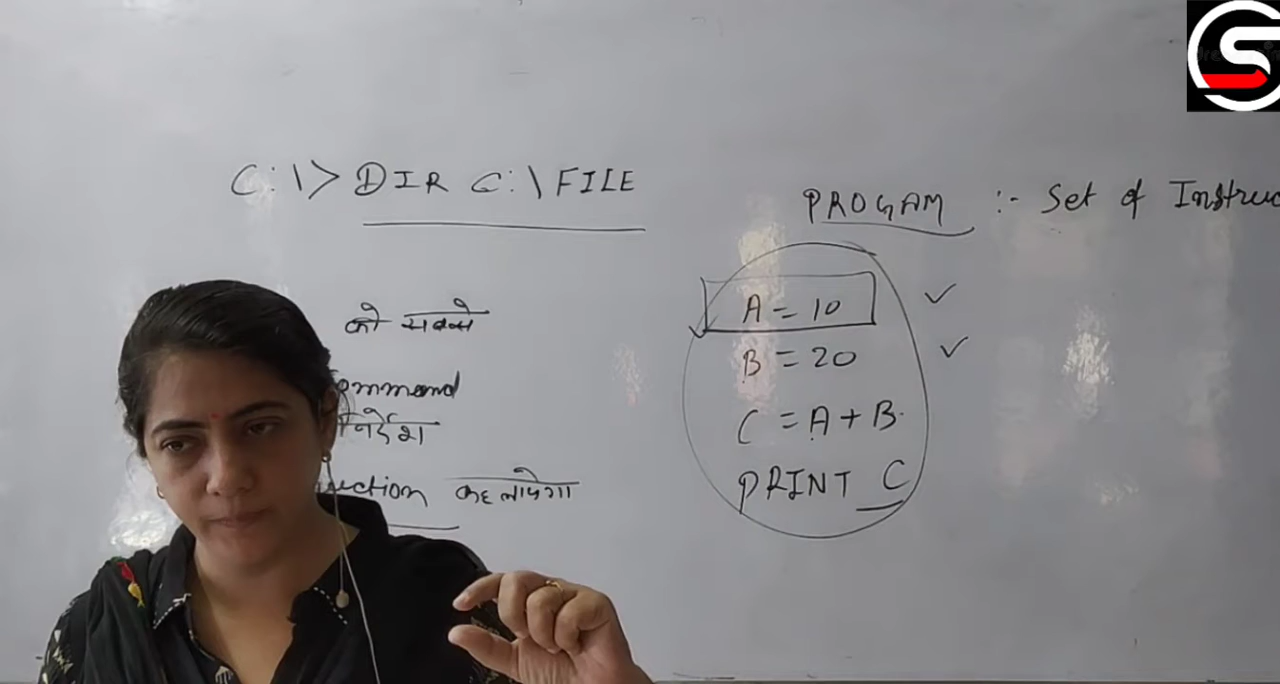 C:\> DIR C:\FILE
PROGAM :- Set of Instruc
A = 10
B = 20
C = A + B
PRINT C
को सबसे
ommand
निर्देश
uction कहलायेगा
S